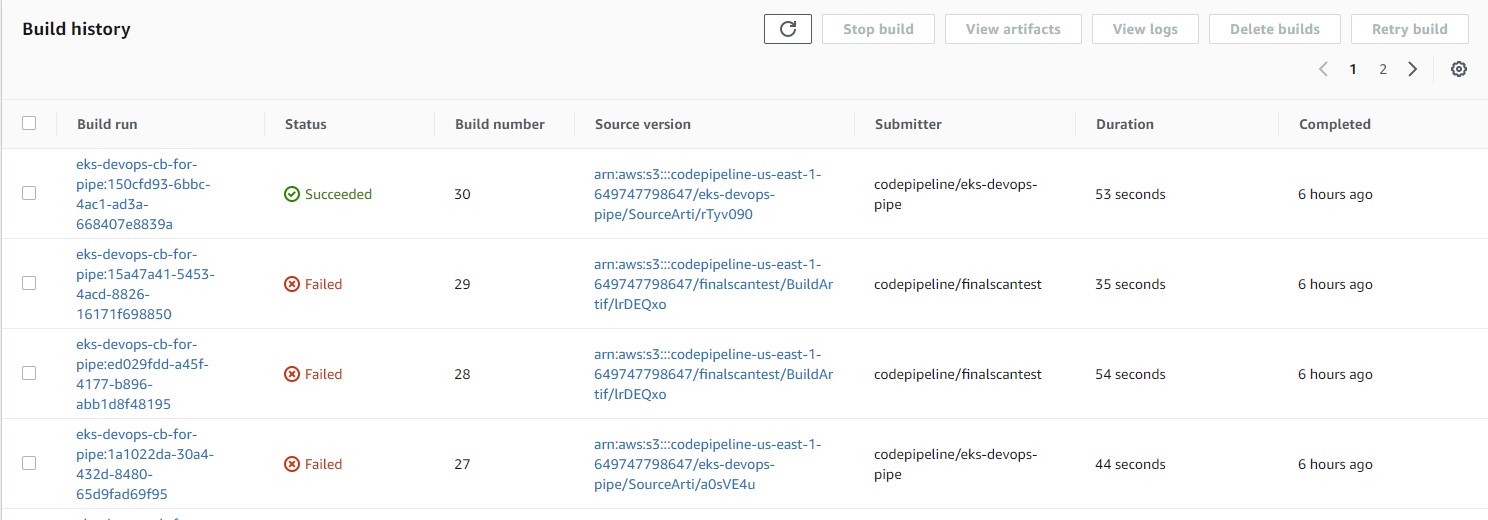 Build history
Stop build
View artifacts
View logs
Delete builds
Retry build
1
2
Build run
Status
Build number
Source version
Submitter
Duration
Completed
eks-devops-cb-for-
pipe:150cfd93-6bbc-
4ac1-ad3a-
668407e8839a
Succeeded
30
arn:aws:s3:::codepipeline-us-east-1-
649747798647/eks-devops-
pipe/SourceArti/rTyv090
codepipeline/eks-devops-
pipe
53 seconds
6 hours ago
eks-devops-cb-for-
pipe:15a47a41-5453-
4acd-8826-
16171f698850
Failed
29
arn:aws:s3:::codepipeline-us-east-1-
649747798647/finalscantest/BuildAr
tif/lrDEQxo
codepipeline/finalscantest
35 seconds
6 hours ago
eks-devops-cb-for-
pipe:ed029fdd-a45f-
4177-b896-
abb1d8f48195
Failed
28
arn:aws:s3:::codepipeline-us-east-1-
649747798647/finalscantest/BuildAr
tif/lrDEQxo
codepipeline/finalscantest
54 seconds
6 hours ago
eks-devops-cb-for-
pipe:1a1022da-30a4-
432d-8480-
65d9fad69f95
Failed
27
arn:aws:s3:::codepipeline-us-east-1-
649747798647/eks-devops-
pipe/SourceArti/a0sVE4u
codepipeline/eks-devops-
pipe
44 seconds
6 hours ago